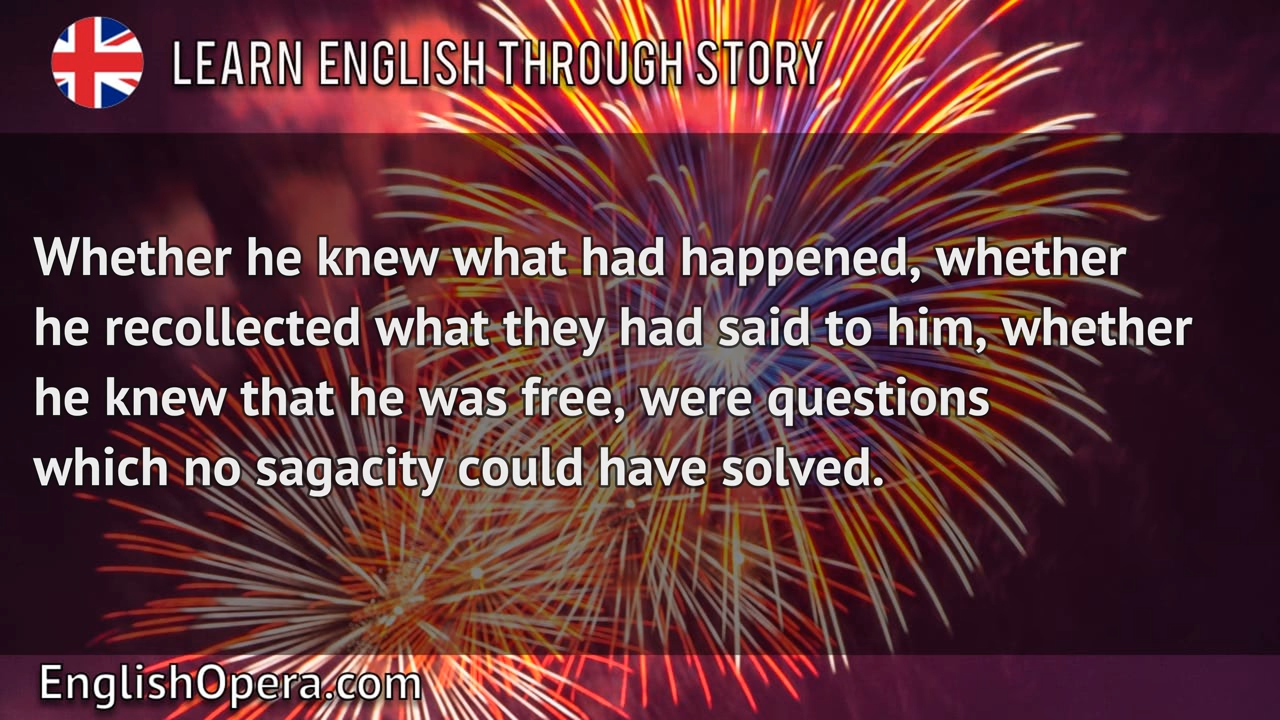 LEARN ENGLISH THROUGH STORY
Whether he knew what had happened, whether
he recollected what they had said to him, whether
he knew that he was free, were questions
which no sagacity could have solved.
EnglishOpera.com